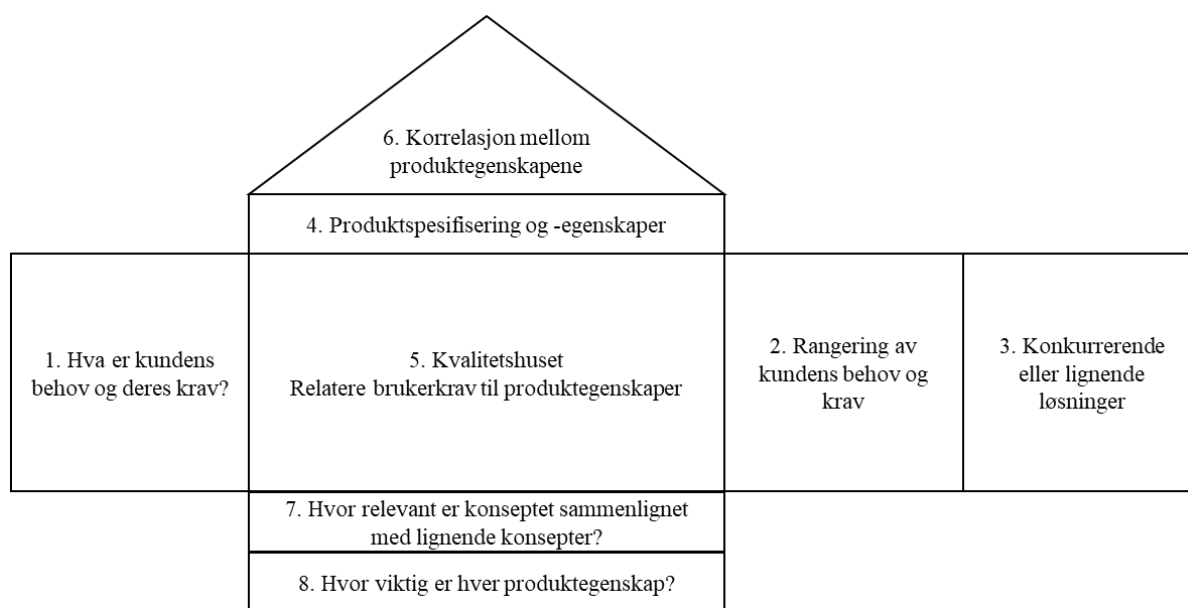 6. Korrelasjon mellom
produktegenskapene
4. Produktspesifisering og -egenskaper
1. Hva er kundens
behov og deres krav?
5. Kvalitetshuset
Relatere brukerkrav til produktegenskaper
2. Rangering av
kundens behov og
krav
3. Konkurrerende
eller lignende
løsninger
7. Hvor relevant er konseptet sammenlignet
med lignende konsepter?
8. Hvor viktig er hver produktegenskap?